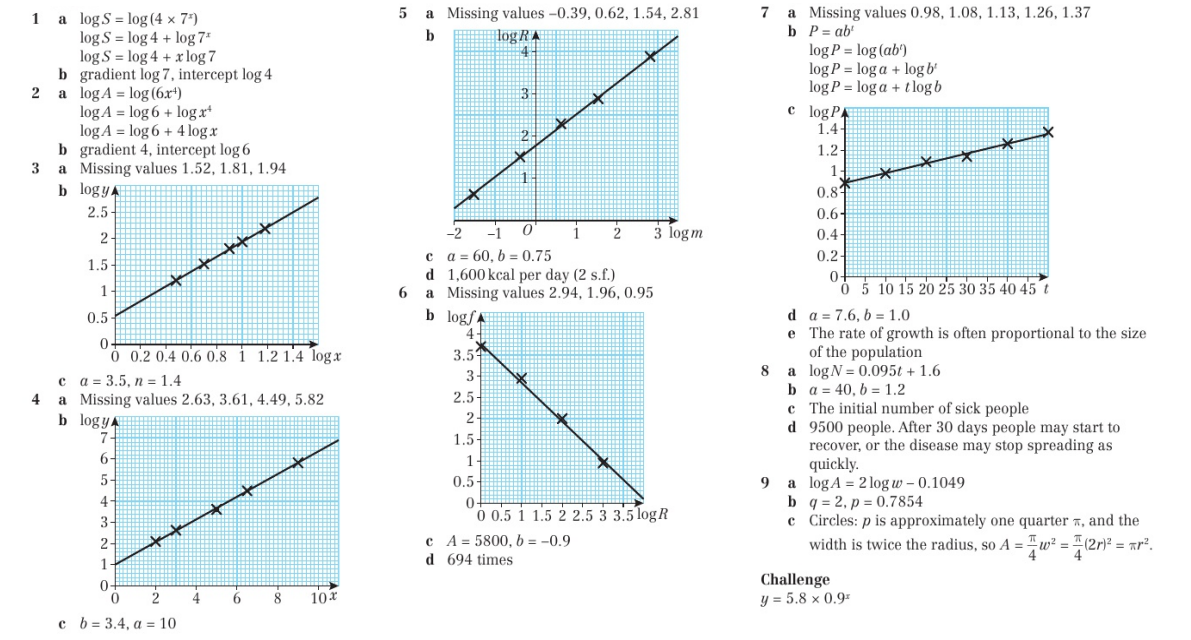 1 a log S = log (4 × 7ˣ)
log S = log 4 + log 7ˣ
log S = log 4 + x log 7
b gradient log 7, intercept log 4
2 a log A = log (6x⁴)
log A = log 6 + log x⁴
log A = log 6 + 4 log x
b gradient 4, intercept log 6
3 a Missing values 1.52, 1.81, 1.94
b log y
2.5
2
1.5
1
0.5
0
0 0.2 0.4 0.6 0.8 1 1.2 1.4 log x
c a = 3.5, n = 1.4
4 a Missing values 2.63, 3.61, 4.49, 5.82
b log y
7
6
5
4
3
2
1
0
0 2 4 6 8 10 x
c b = 3.4, a = 10
5 a Missing values –0.39, 0.62, 1.54, 2.81
b log R
4
3
2
1
–2 –1 O 1 2 3 log m
c a = 60, b = 0.75
d 1,600 kcal per day (2 s.f.)
6 a Missing values 2.94, 1.96, 0.95
b log f
4
3.5
3
2.5
2
1.5
1
0.5
0
0 0.5 1 1.5 2 2.5 3 3.5 log R
c A = 5800, b = –0.9
d 694 times
7 a Missing values 0.98, 1.08, 1.13, 1.26, 1.37
b P = abᵗ
log P = log (abᵗ)
log P = log a + log bᵗ
log P = log a + t log b
c log P
1.4
1.2
1
0.8
0.6
0.4
0.2
0
0 5 10 15 20 25 30 35 40 45 t
d a = 7.6, b = 1.0
e The rate of growth is often proportional to the size
of the population
8 a log N = 0.095t + 1.6
b a = 40, b = 1.2
c The initial number of sick people
d 9500 people. After 30 days people may start to
recover, or the disease may stop spreading as
quickly.
9 a log A = 2 log w – 0.1049
b q = 2, p = 0.7854
c Circles: p is approximately one quarter π, and the
width is twice the radius, so A = π/4 w² = π/4 (2r)² = πr².
Challenge
y = 5.8 × 0.9ˣ